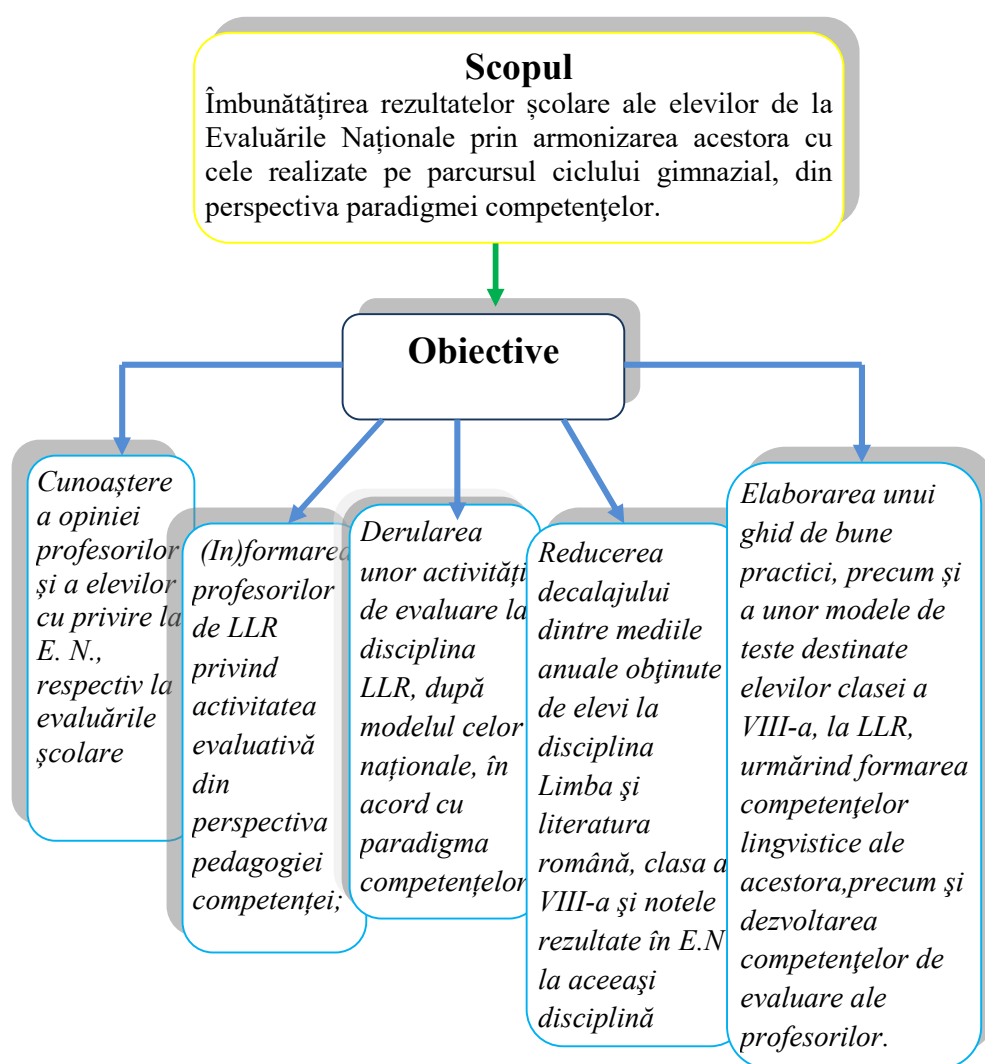 Scopul
Îmbunătățirea rezultatelor școlare ale elevilor de la
Evaluările Naționale prin armonizarea acestora cu
cele realizate pe parcursul ciclului gimnazial, din
perspectiva paradigmei competenţelor.
Obiective
Cunoaștere
a opiniei
profesorilor
și a elevilor
cu privire la
E. N.,
respectiv la
evaluările
școlare
(In)formarea
profesorilor
de LLR
privind
activitatea
evaluativă
din
perspectiva
pedagogiei
competenței;
Derularea
unor activități
de evaluare la
disciplina
LLR, după
modelul celor
naționale, în
acord cu
paradigma
competențelor
Reducerea
decalajului
dintre mediile
anuale obţinute
de elevi la
disciplina
Limba şi
literatura
română, clasa a
VIII-a şi notele
rezultate în E.N
la aceeaşi
disciplină
Elaborarea unui
ghid de bune
practici, precum și
a unor modele de
teste destinate
elevilor clasei a
VIII-a, la LLR,
urmărind formarea
competenţelor
lingvistice ale
acestora,precum şi
dezvoltarea
competenţelor de
evaluare ale
profesorilor.